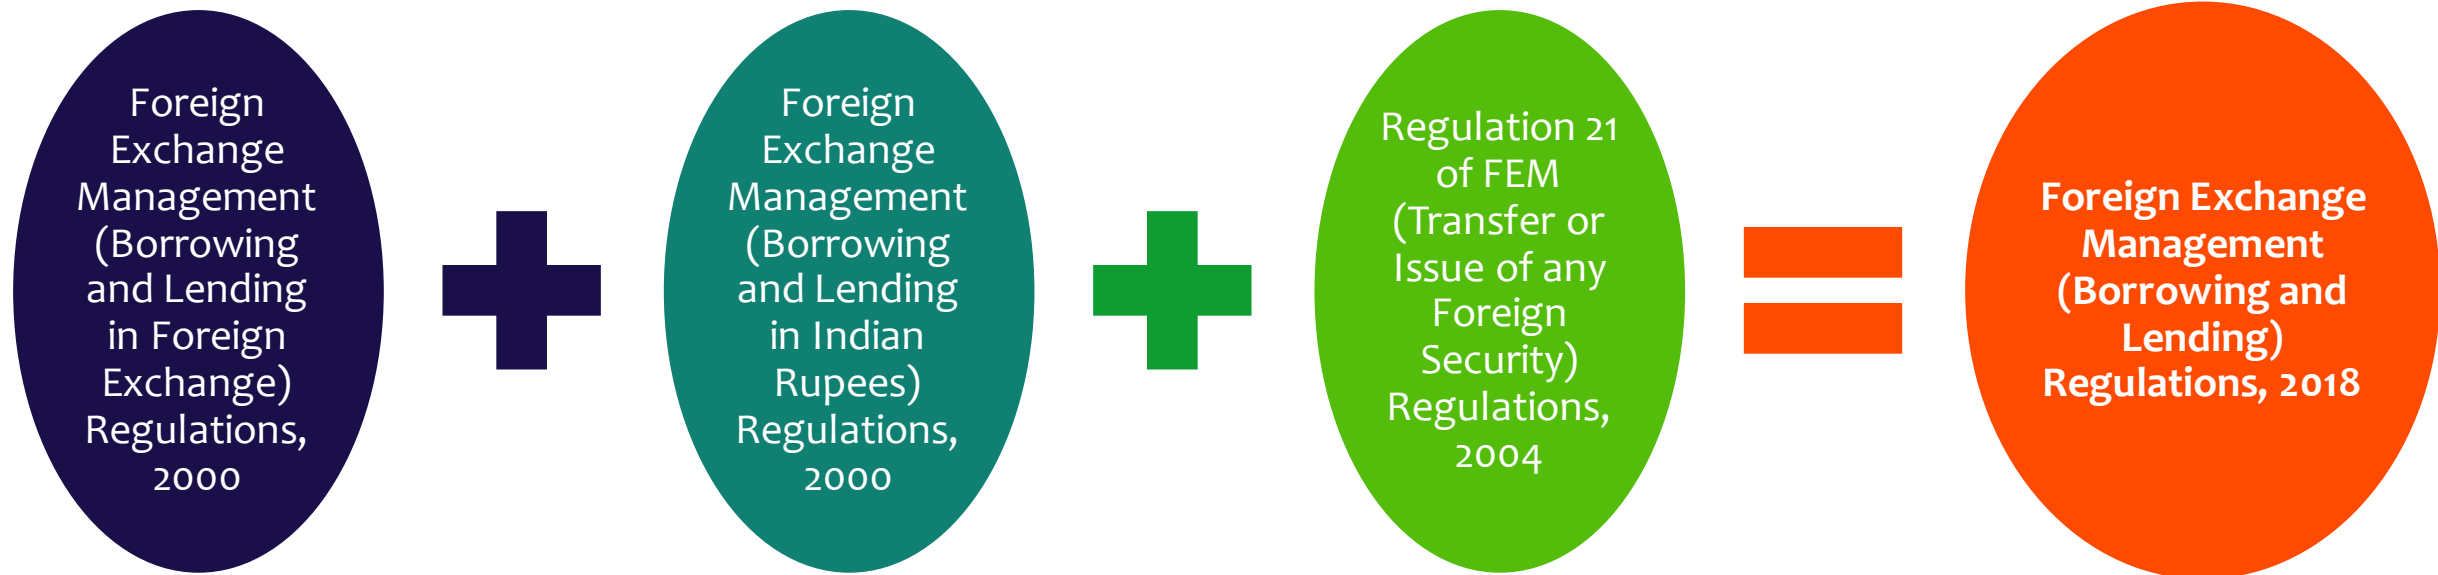 Foreign
Exchange
Management
(Borrowing
and Lending
in Foreign
Exchange)
Regulations,
2000
Foreign
Exchange
Management
(Borrowing
and Lending
in Indian
Rupees)
Regulations,
2000
Regulation 21
of FEM
(Transfer or
Issue of any
Foreign
Security)
Regulations,
2004
Foreign Exchange
Management
(Borrowing and
Lending)
Regulations, 2018